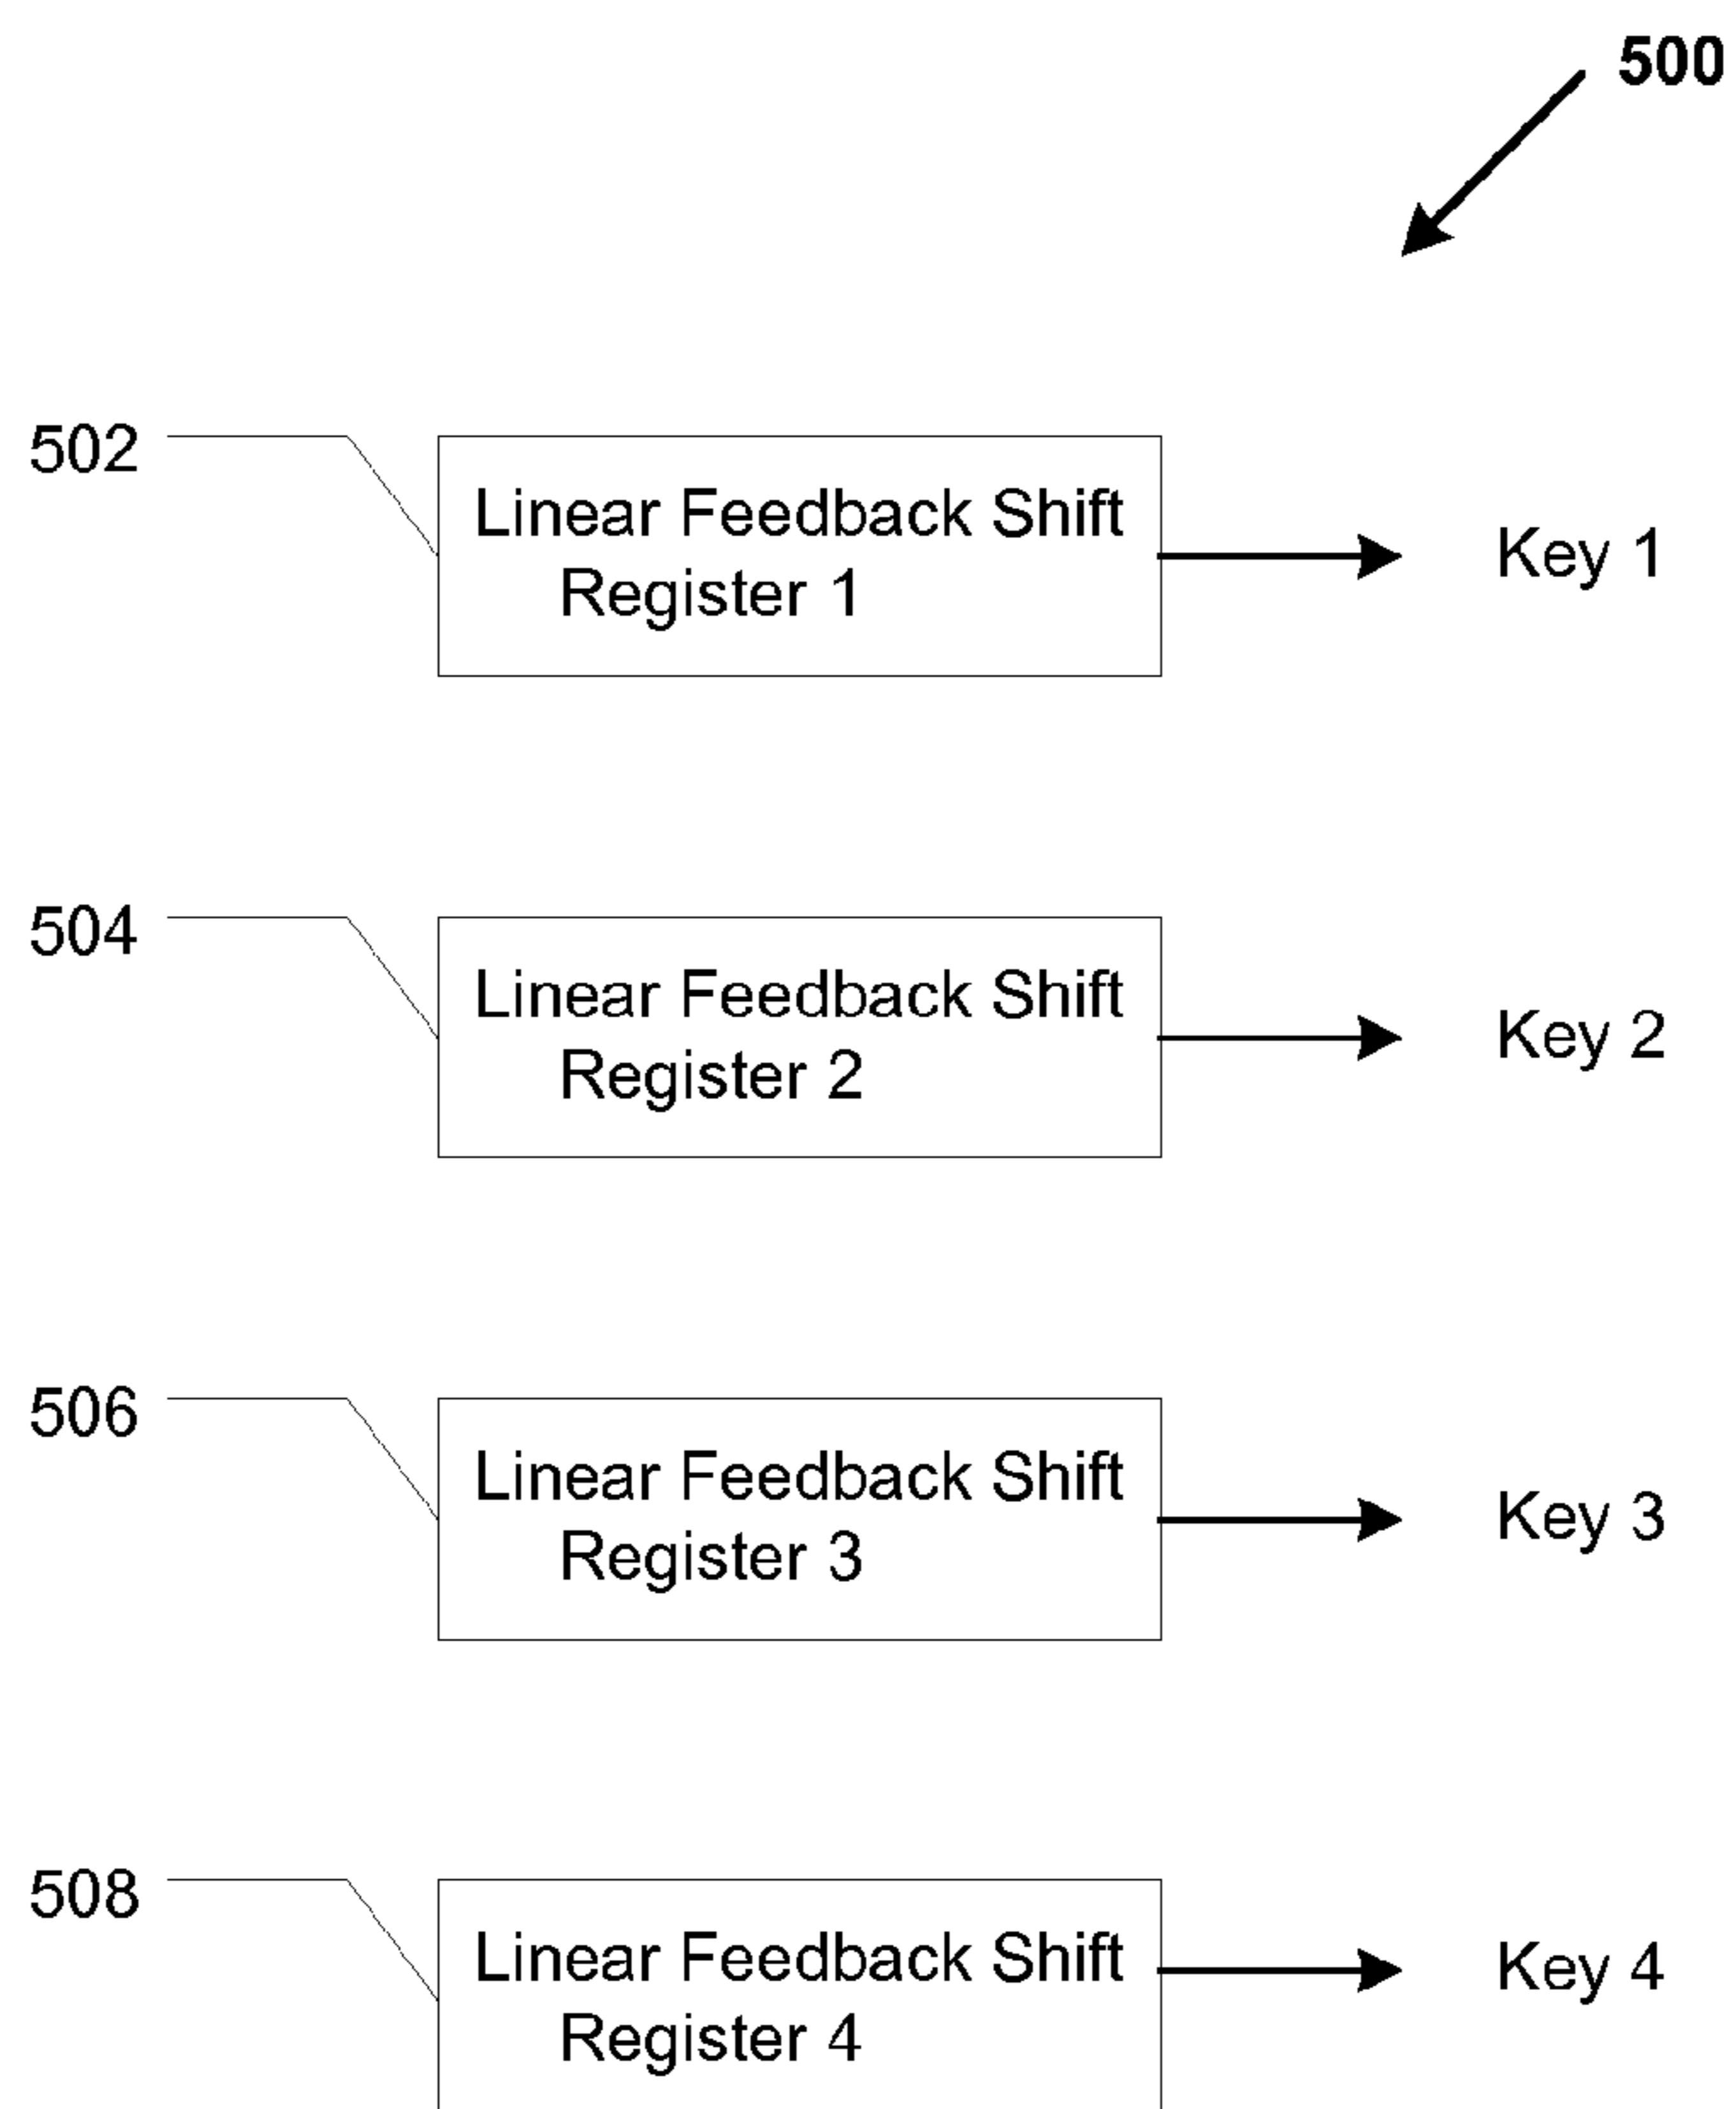 500
502
Linear Feedback Shift
Register 1
Key 1
504
Linear Feedback Shift
Register 2
Key 2
506
Linear Feedback Shift
Register 3
Key 3
508
Linear Feedback Shift
Register 4
Key 4